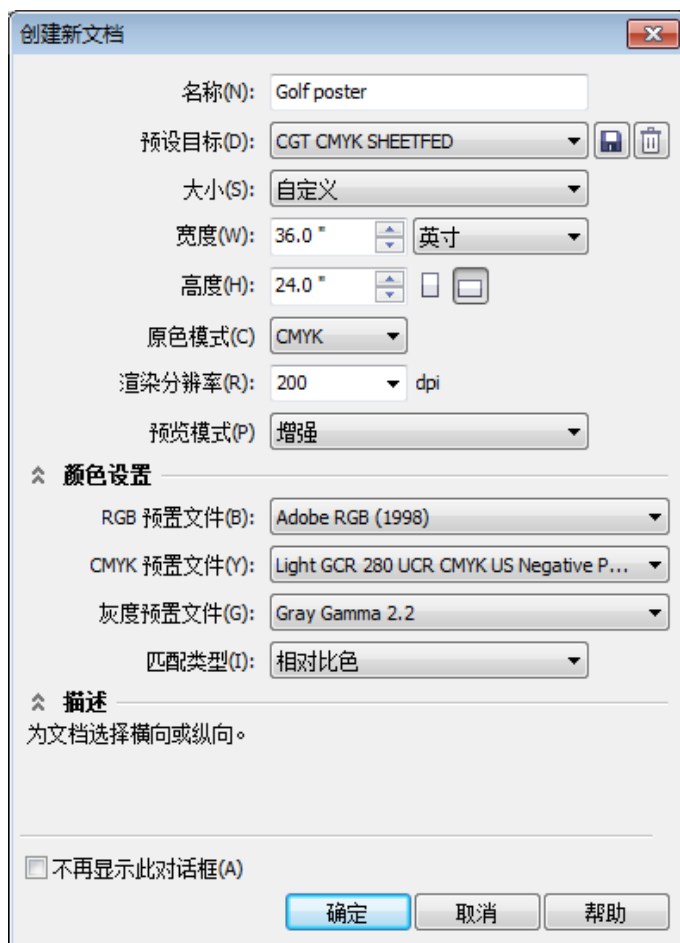 创建新文档
名称(N): Golf poster
预设目标(D): CGT CMYK SHEETFED
大小(S): 自定义
宽度(W): 36.0 " 英寸
高度(H): 24.0 "
原色模式(C) CMYK
渲染分辨率(R): 200 dpi
预览模式(P) 增强
颜色设置
RGB 预置文件(B): Adobe RGB (1998)
CMYK 预置文件(Y): Light GCR 280 UCR CMYK US Negative P...
灰度预置文件(G): Gray Gamma 2.2
匹配类型(I): 相对比色
描述
为文档选择横向或纵向。
不再显示此对话框(A)
确定 取消 帮助